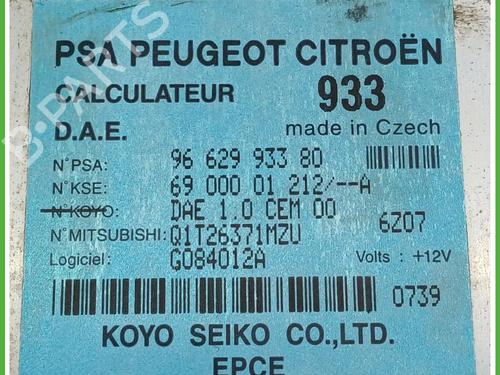 PSA PEUGEOT CITROËN
CALCULATEUR 933
D.A.E. made in Czech
N°PSA: 96 629 933 80
N°KSE: 69 000 01 212/--A
N°KOYO: DAE 1.0 CEM 00
N°MITSUBISHI: Q1T26371MZU 6Z07
Logiciel: G084012A Volts : +12V
0739
KOYO SEIKO CO.,LTD.
EPCE
B-PARTS